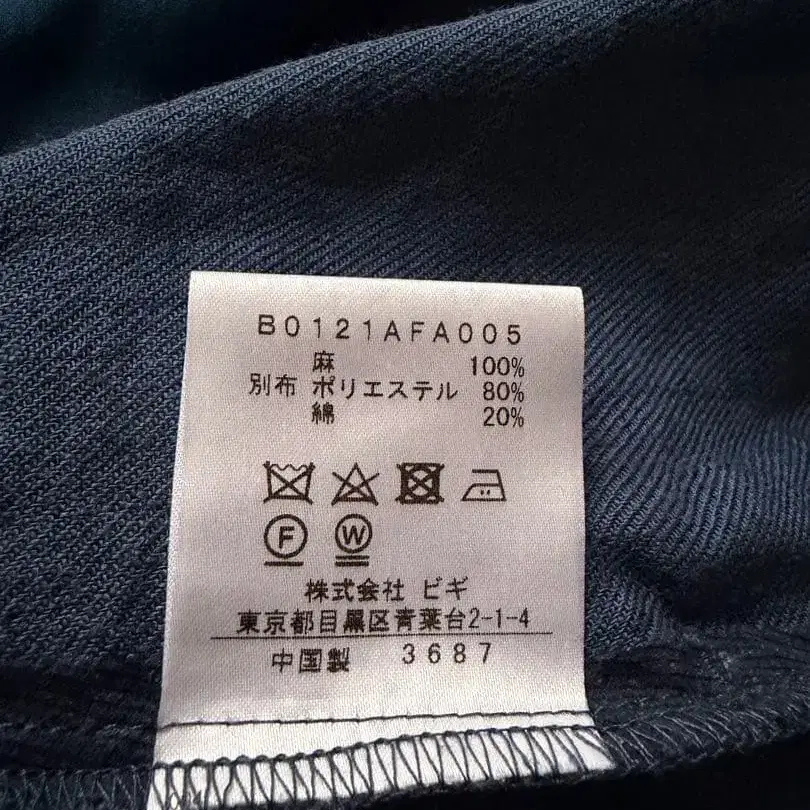 B0121AFA005
麻 100%
別布 ポリエステル 80%
綿 20%
F W
株式会社 ビギ
東京都目黒区青葉台2-1-4
中国製 3687